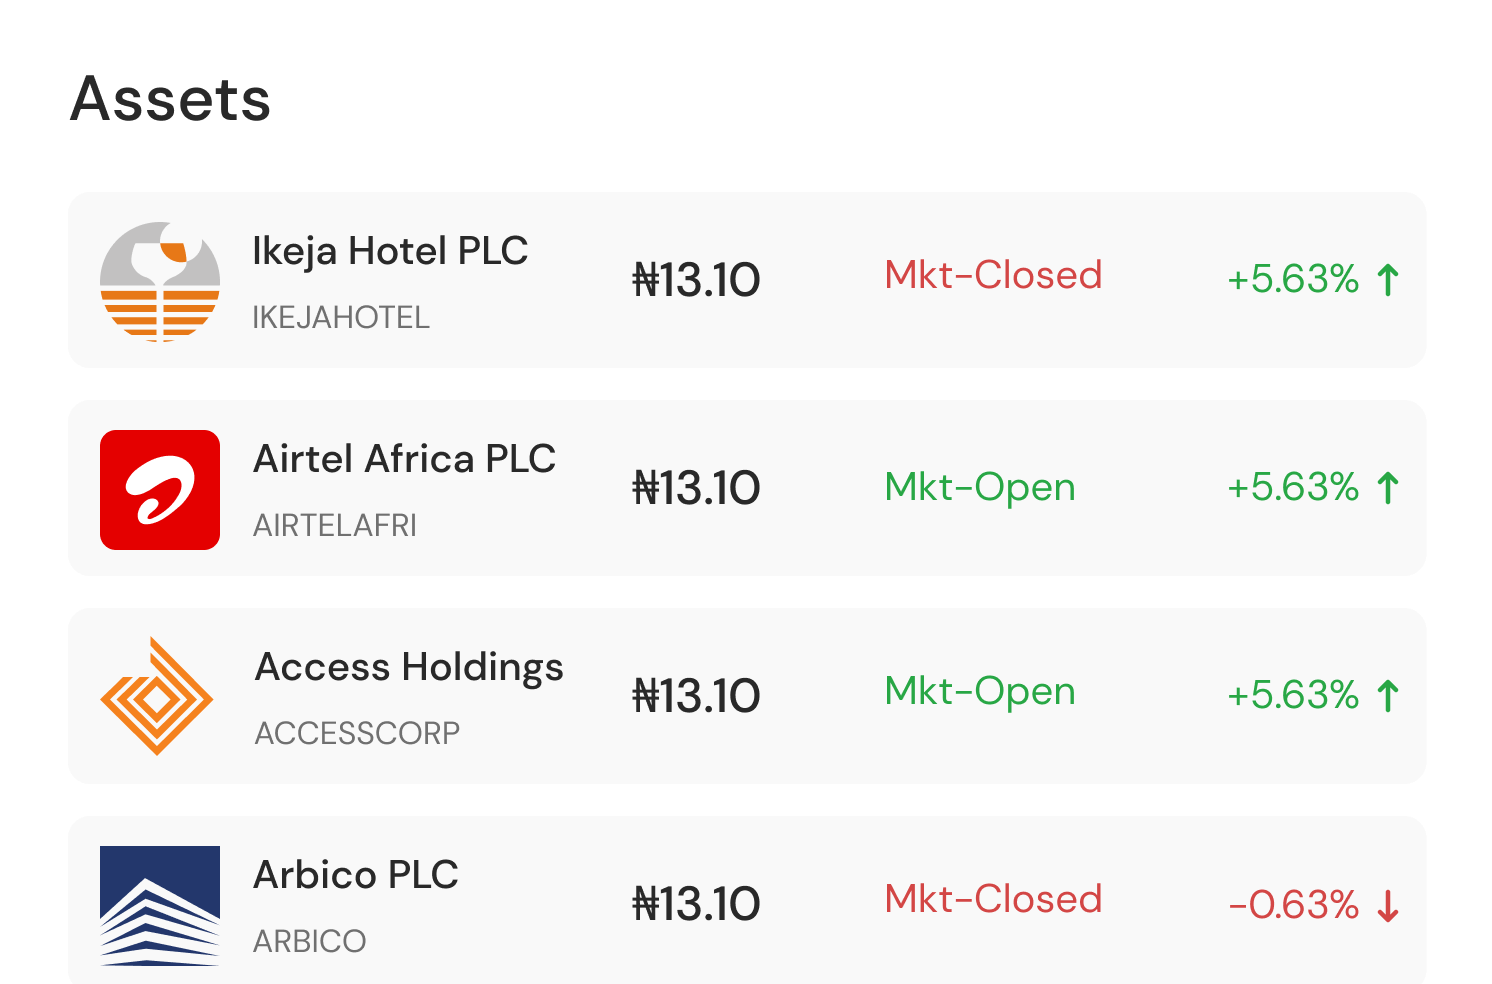 Assets
Ikeja Hotel PLC
IKEJAHOTEL
₦13.10
Mkt-Closed
+5.63% ↑
Airtel Africa PLC
AIRTELAFRI
₦13.10
Mkt-Open
+5.63% ↑
Access Holdings
ACCESSCORP
₦13.10
Mkt-Open
+5.63% ↑
Arbico PLC
ARBICO
₦13.10
Mkt-Closed
-0.63% ↓